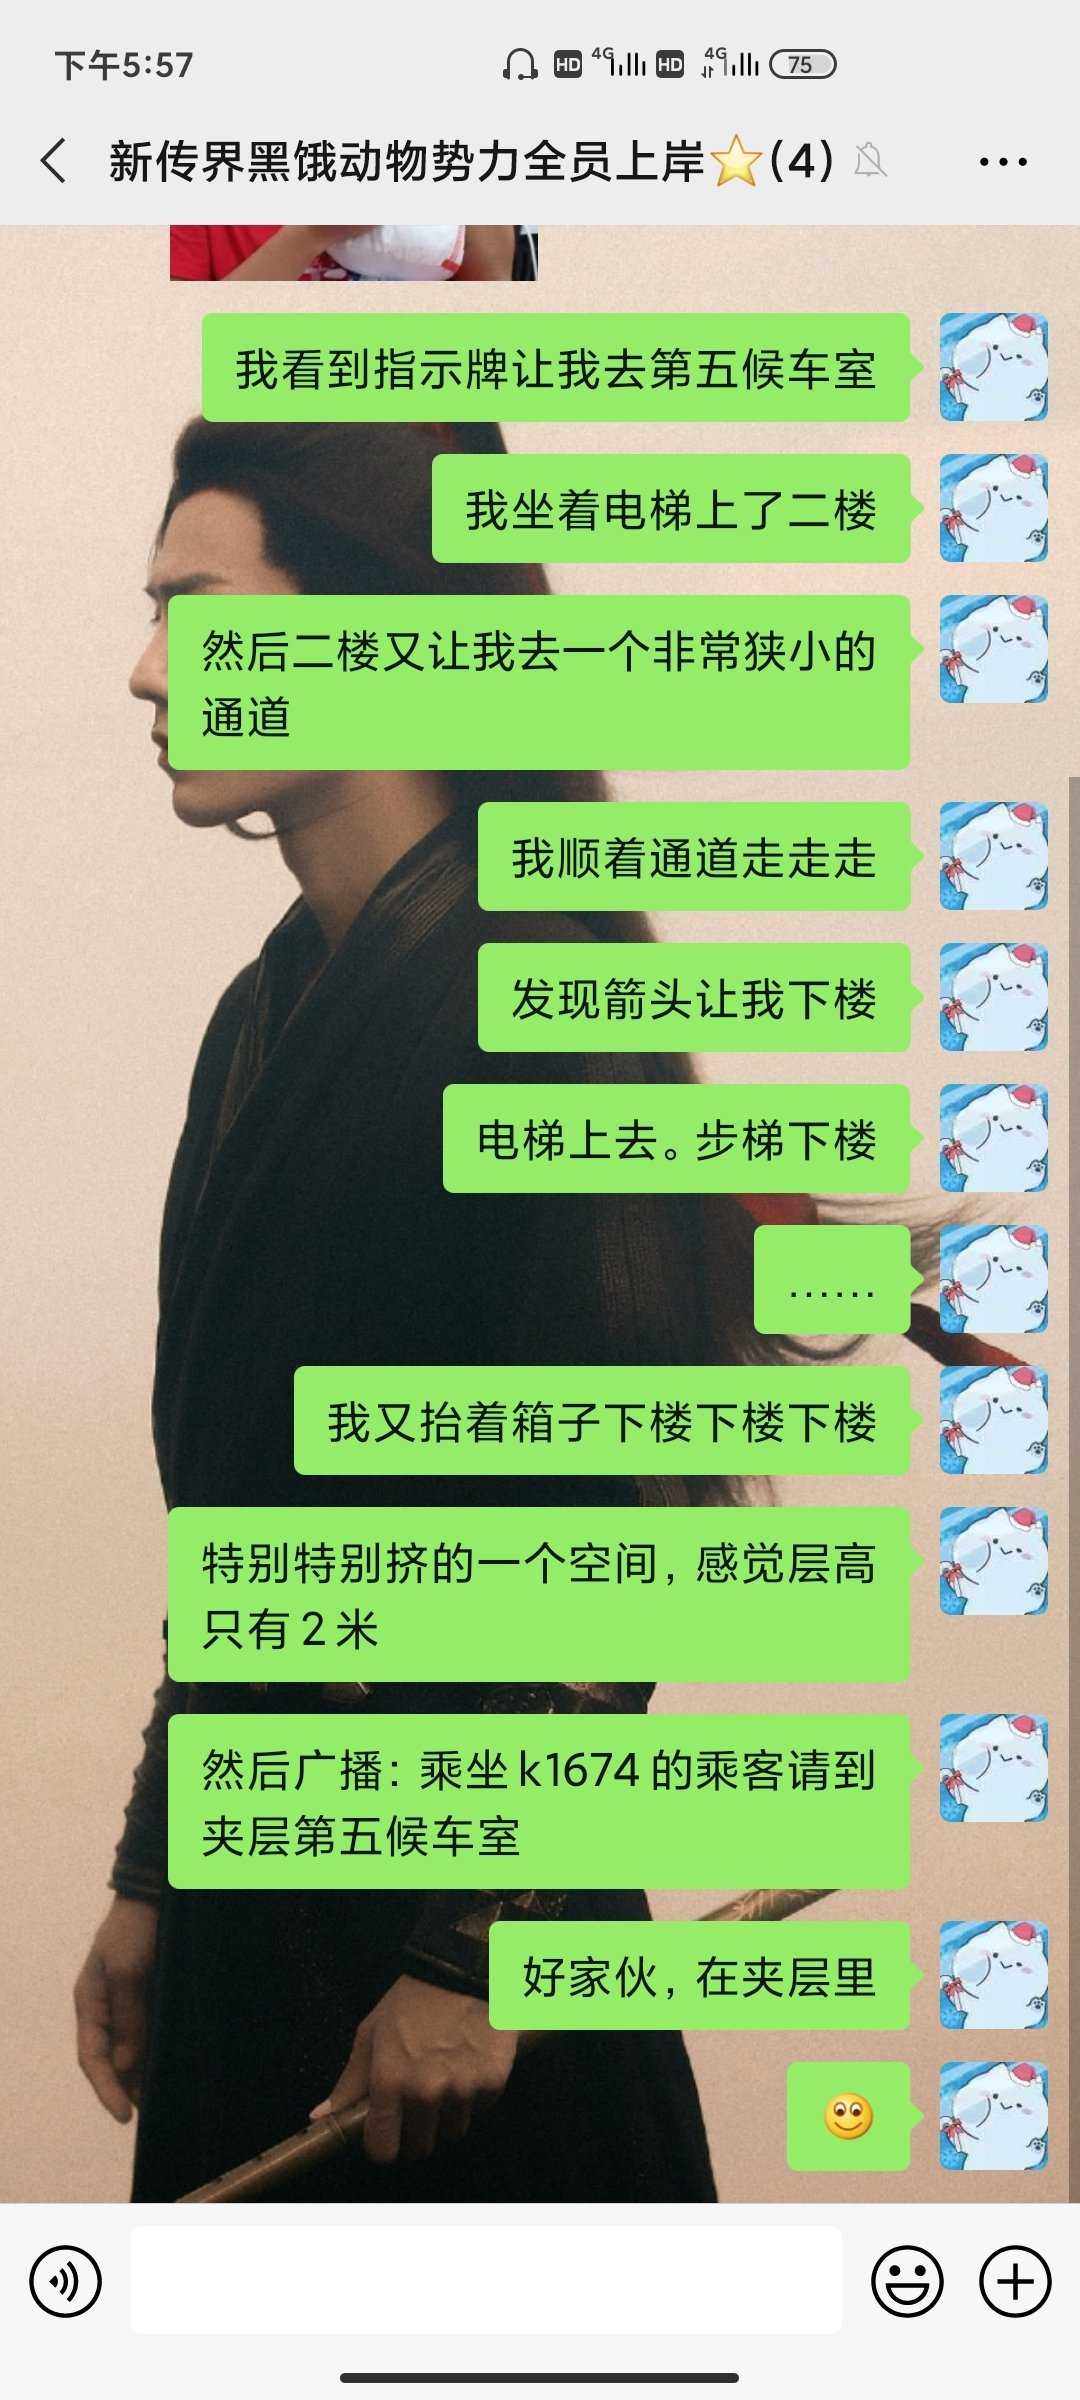 下午5:57
HD 4G HD 4G 75
新传界黑饿动物势力全员上岸⭐(4)
我看到指示牌让我去第五候车室
我坐着电梯上了二楼
然后二楼又让我去一个非常狭小的
通道
我顺着通道走走走
发现箭头让我下楼
电梯上去。步梯下楼
……
我又抬着箱子下楼下楼下楼
特别特别挤的一个空间，感觉层高
只有2米
然后广播：乘坐k1674的乘客请到
夹层第五候车室
好家伙，在夹层里